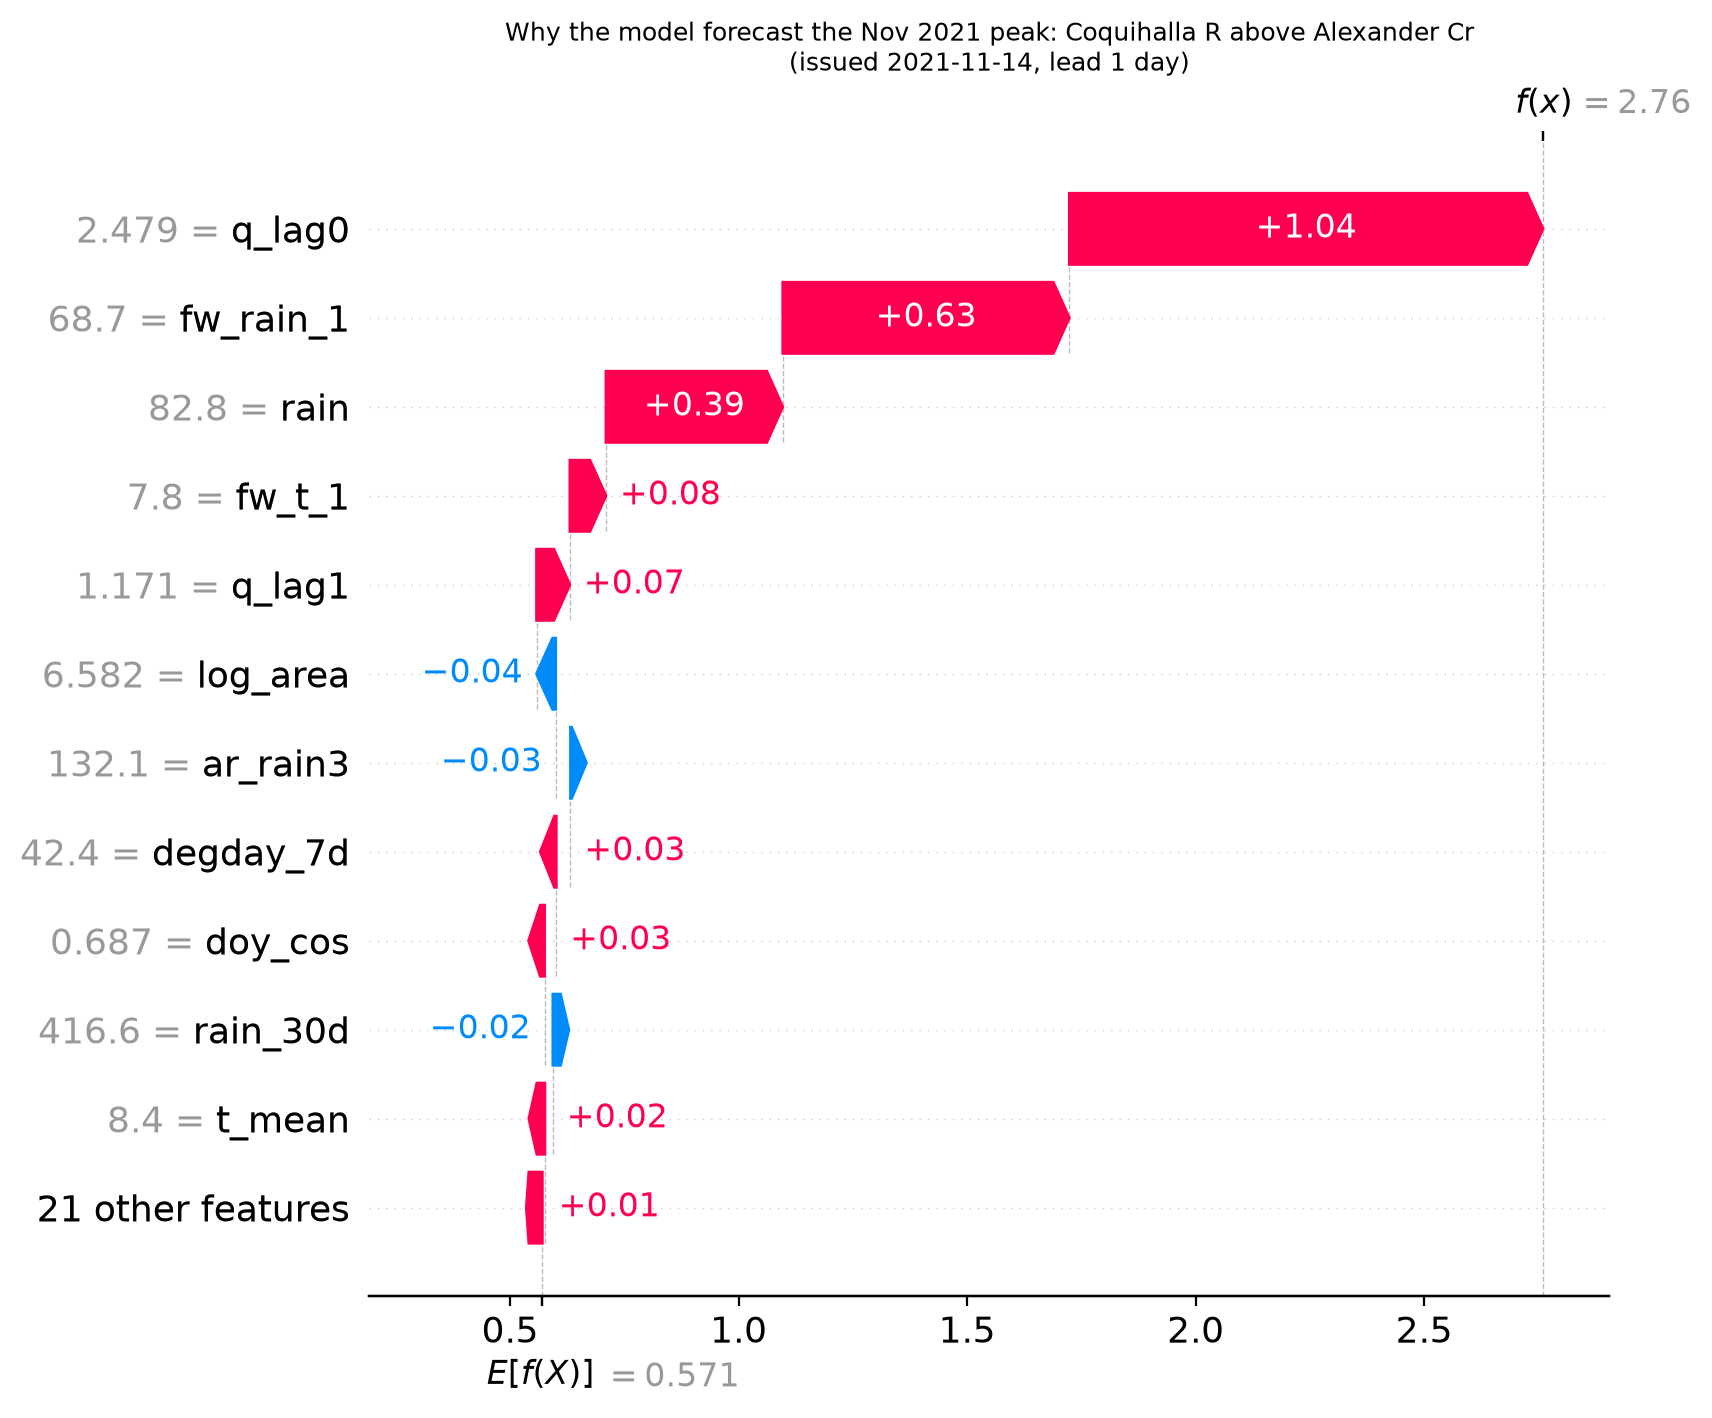 Why the model forecast the Nov 2021 peak: Coquihalla R above Alexander Cr
(issued 2021-11-14, lead 1 day)
f(x) = 2.76
2.479 = q_lag0 +1.04
68.7 = fw_rain_1 +0.63
82.8 = rain +0.39
7.8 = fw_t_1 +0.08
1.171 = q_lag1 +0.07
6.582 = log_area −0.04
132.1 = ar_rain3 −0.03
42.4 = degday_7d +0.03
0.687 = doy_cos +0.03
416.6 = rain_30d −0.02
8.4 = t_mean +0.02
21 other features +0.01
0.5 1.0 1.5 2.0 2.5
E[f(X)] = 0.571